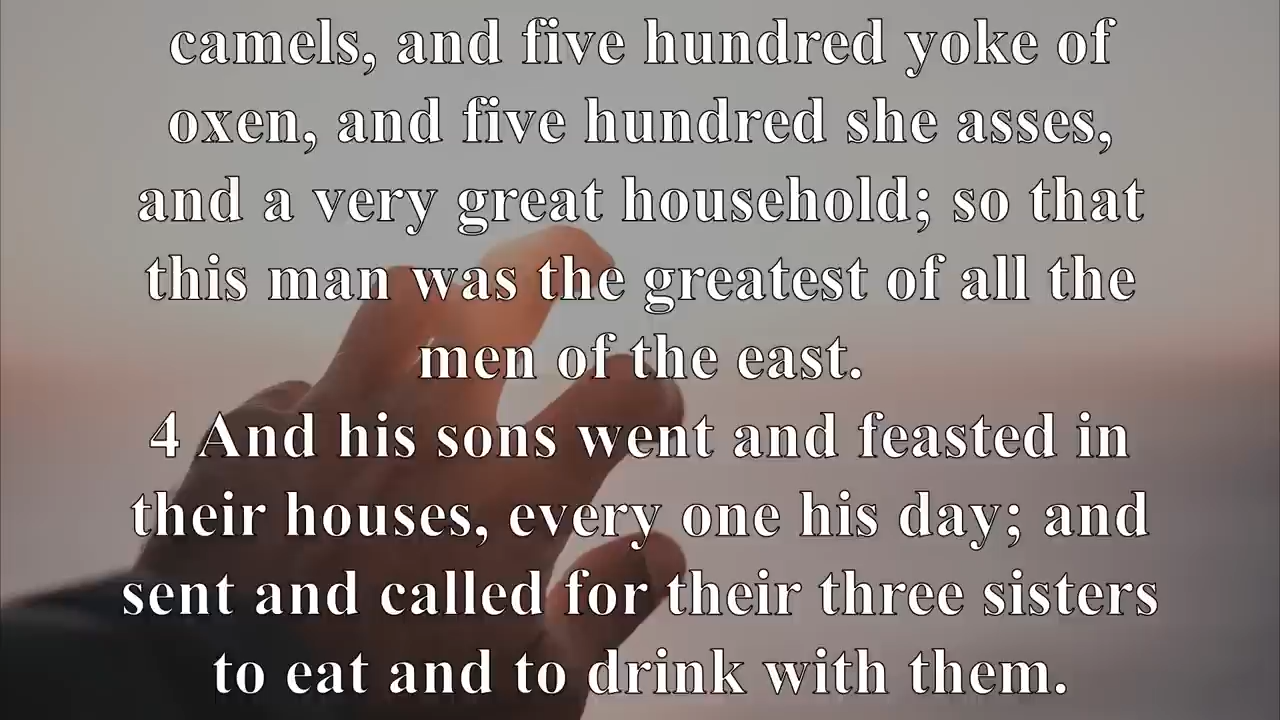 camels, and five hundred yoke of
oxen, and five hundred she asses,
and a very great household; so that
this man was the greatest of all the
men of the east.
4 And his sons went and feasted in
their houses, every one his day; and
sent and called for their three sisters
to eat and to drink with them.